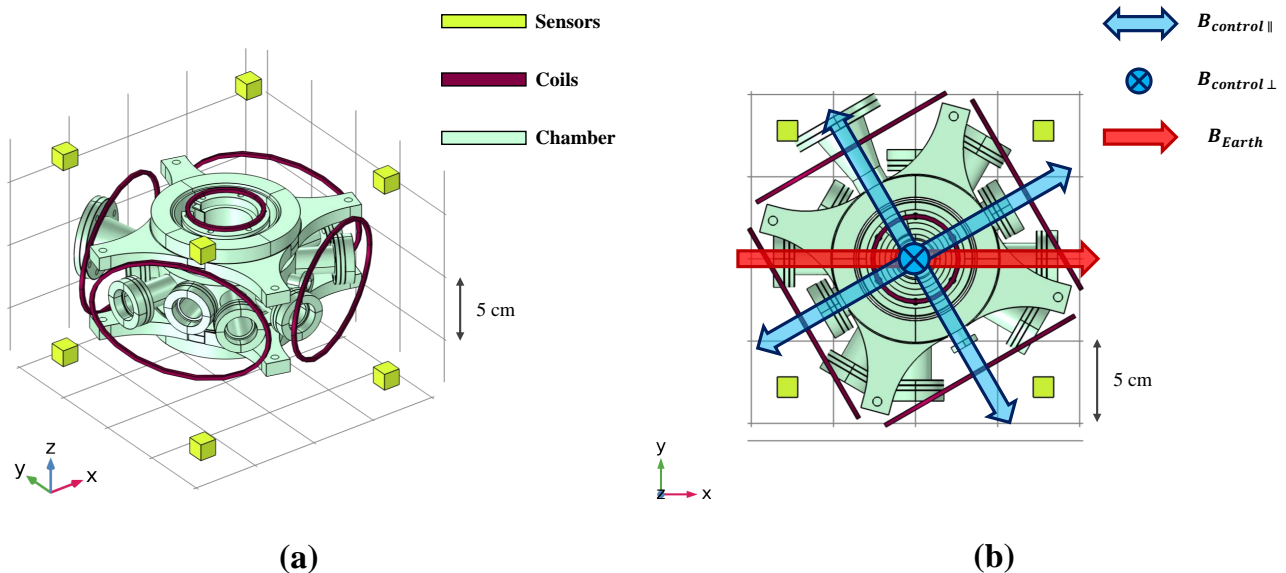 Sensors
Coils
Chamber
5 cm
z
y
x
(a)
B_control ∥
B_control ⊥
B_Earth
5 cm
y
z
x
(b)